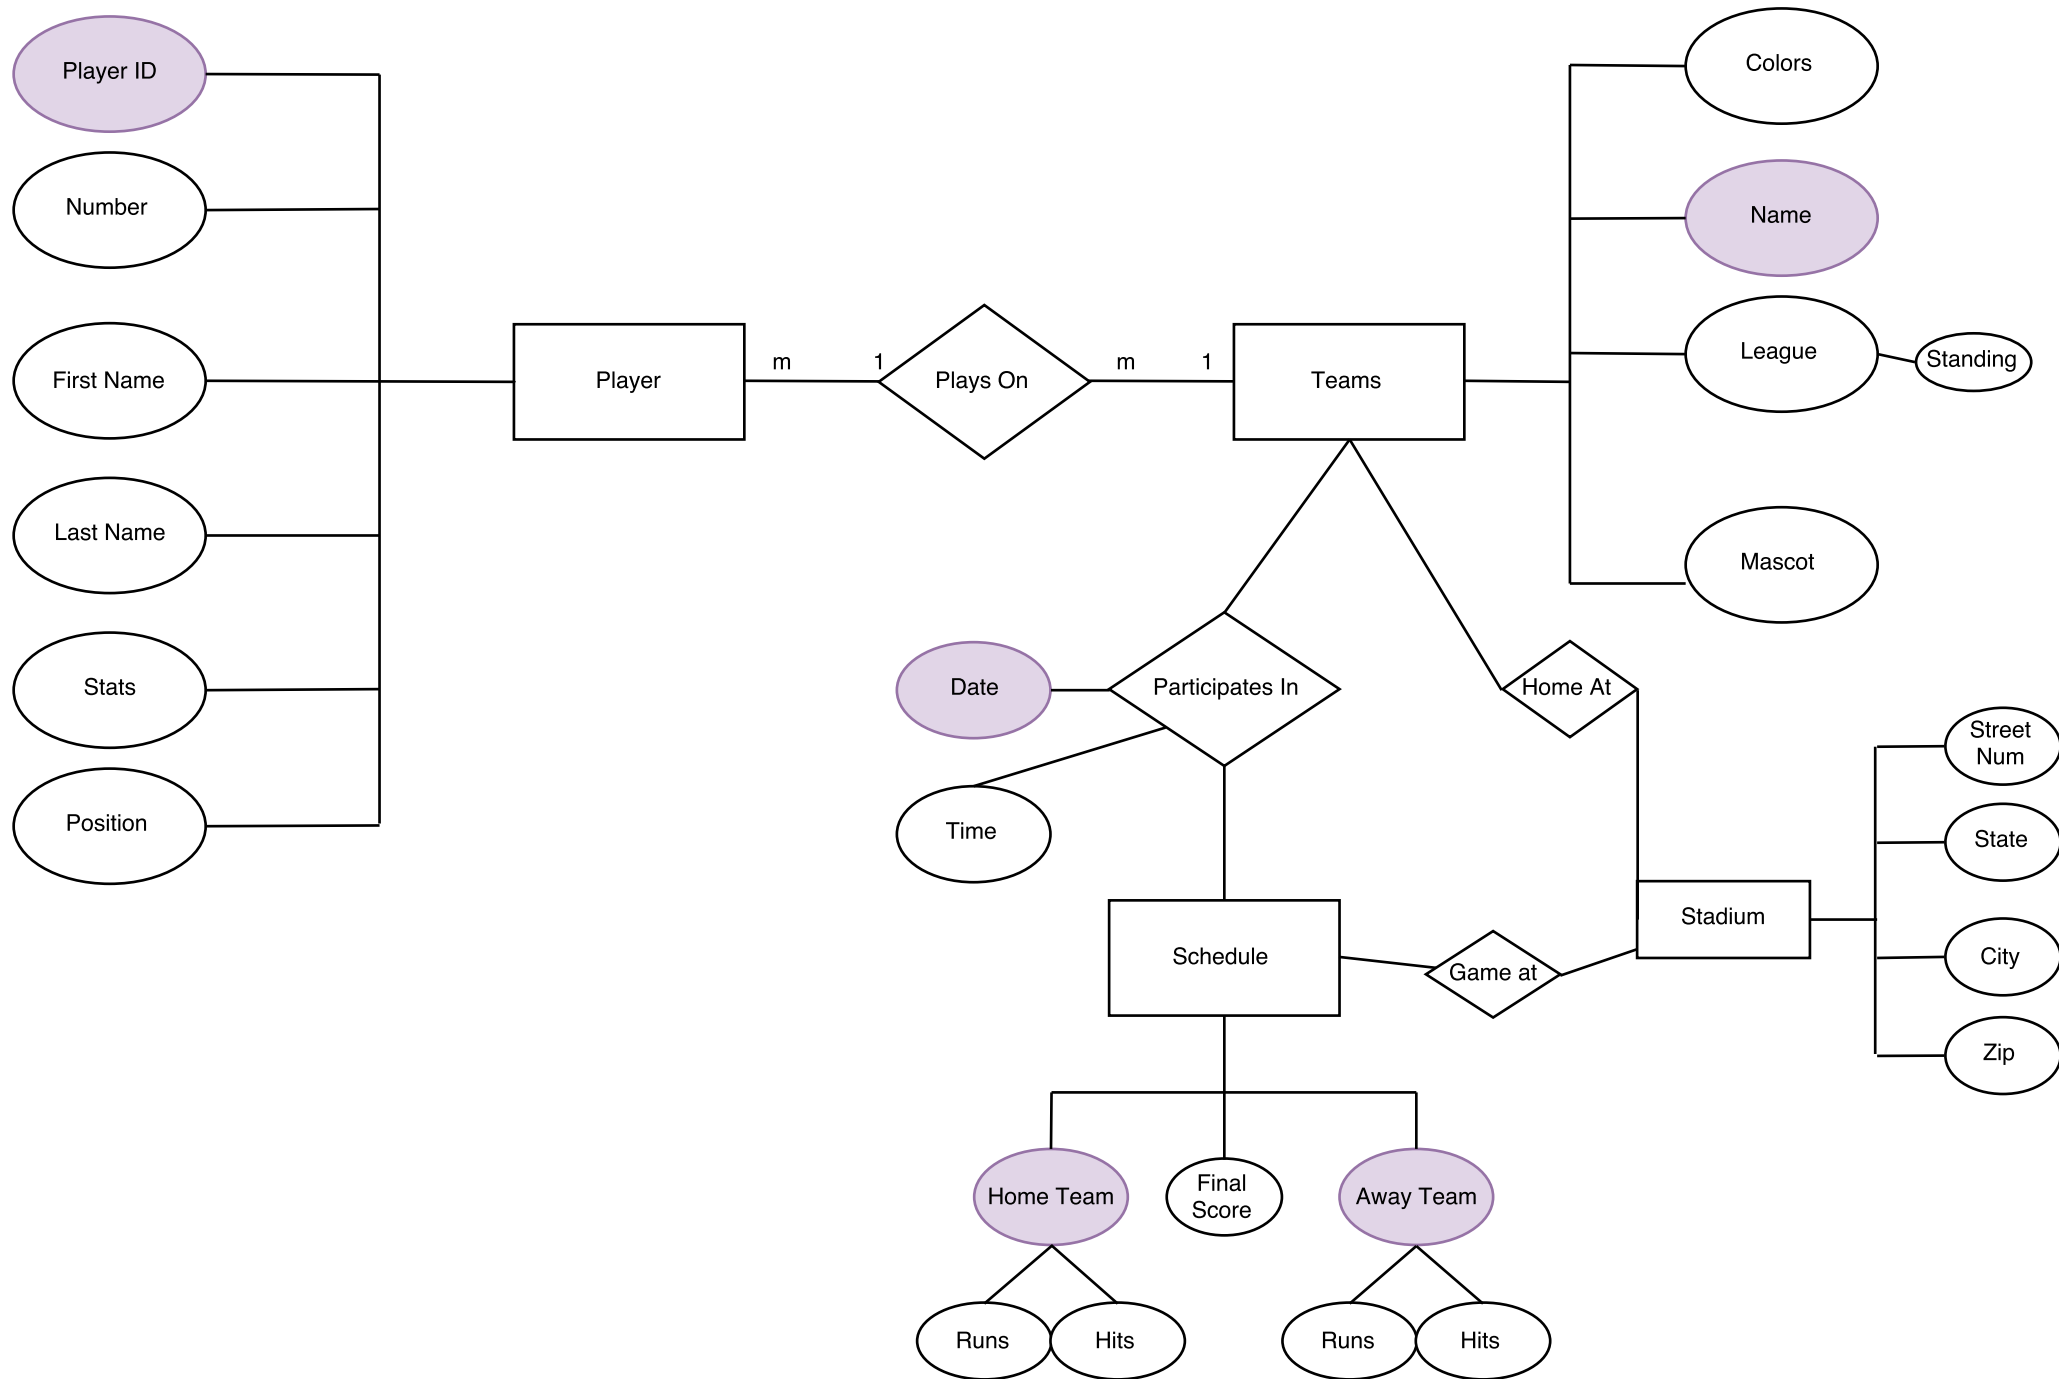 Player ID
Number
First Name
Last Name
Stats
Position
Player
m
1
Plays On
m
1
Teams
Colors
Name
League
Standing
Mascot
Date
Time
Participates In
Home At
Schedule
Game at
Stadium
Street
Num
State
City
Zip
Home Team
Final
Score
Away Team
Runs
Hits
Runs
Hits